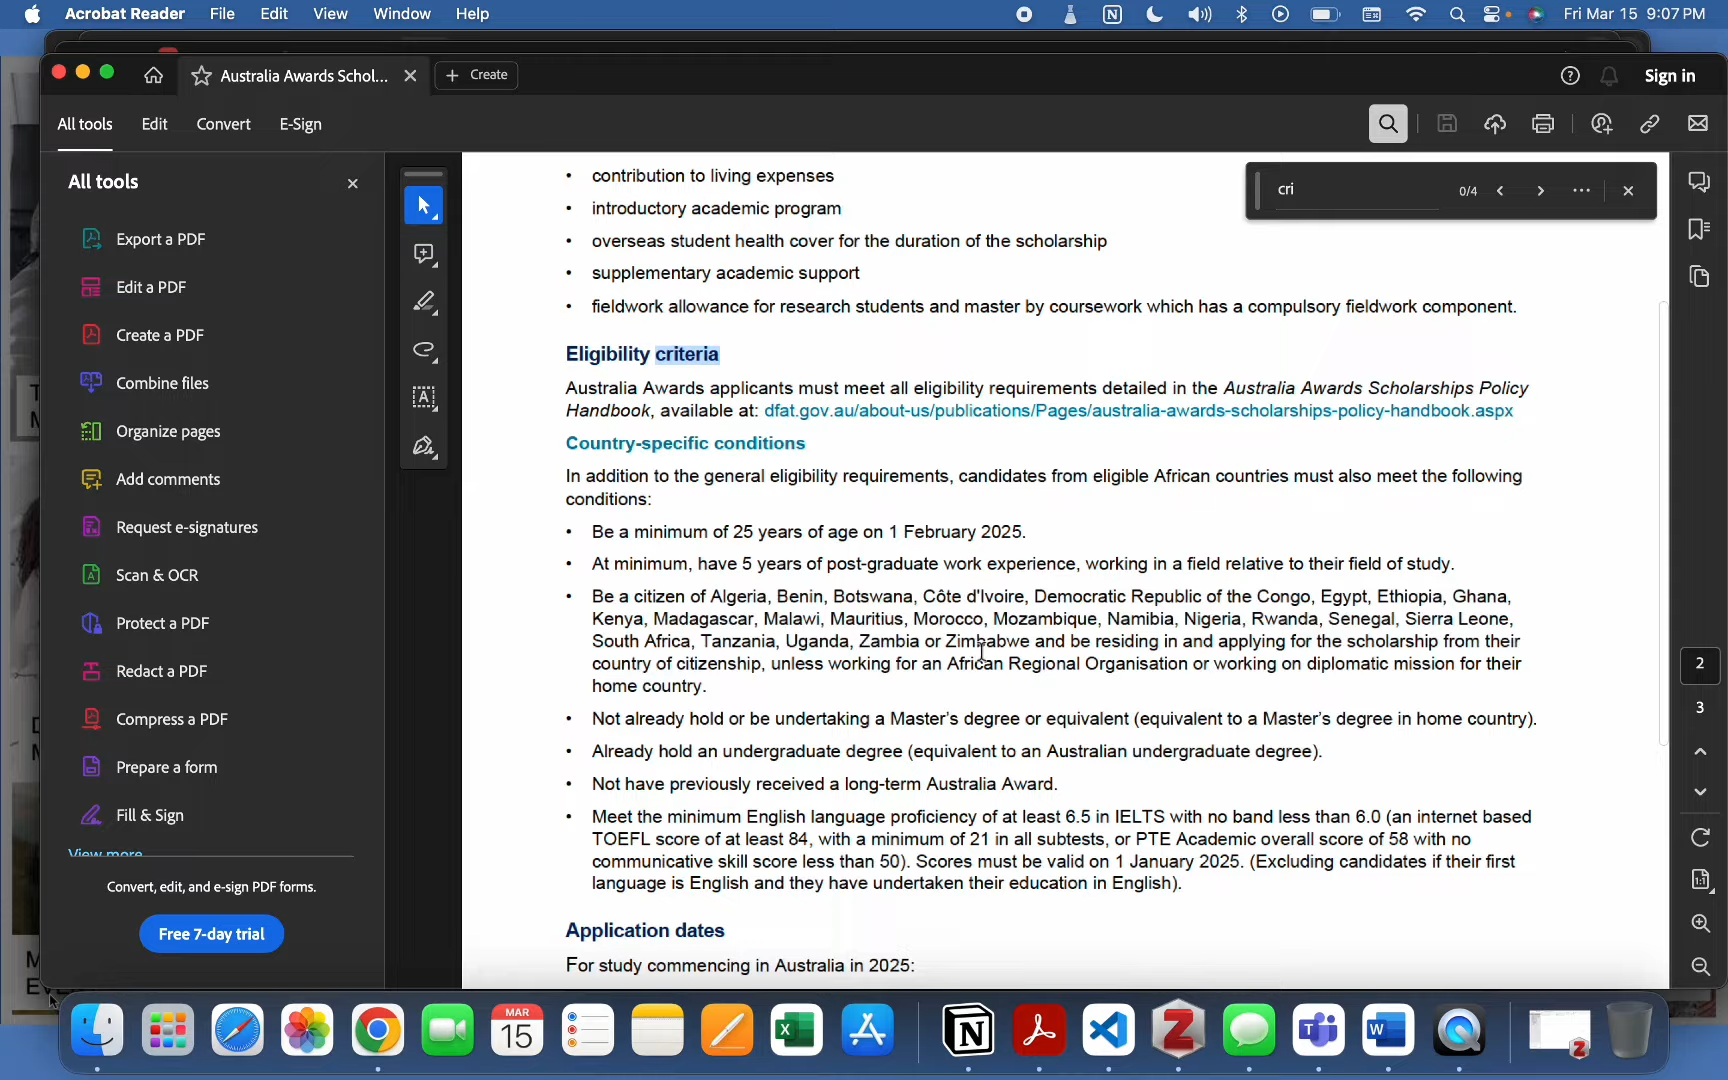 Acrobat Reader File Edit View Window Help Fri Mar 15 9:07 PM
Australia Awards Schol... Create Sign in
All tools Edit Convert E-Sign
All tools
Export a PDF
Edit a PDF
Create a PDF
Combine files
Organize pages
Add comments
Request e-signatures
Scan & OCR
Protect a PDF
Redact a PDF
Compress a PDF
Prepare a form
Fill & Sign
View more
Convert, edit, and e-sign PDF forms.
Free 7-day trial
cri 0/4
• contribution to living expenses
• introductory academic program
• overseas student health cover for the duration of the scholarship
• supplementary academic support
• fieldwork allowance for research students and master by coursework which has a compulsory fieldwork component.
Eligibility criteria
Australia Awards applicants must meet all eligibility requirements detailed in the Australia Awards Scholarships Policy
Handbook, available at: dfat.gov.au/about-us/publications/Pages/australia-awards-scholarships-policy-handbook.aspx
Country-specific conditions
In addition to the general eligibility requirements, candidates from eligible African countries must also meet the following
conditions:
• Be a minimum of 25 years of age on 1 February 2025.
• At minimum, have 5 years of post-graduate work experience, working in a field relative to their field of study.
• Be a citizen of Algeria, Benin, Botswana, Côte d'Ivoire, Democratic Republic of the Congo, Egypt, Ethiopia, Ghana,
Kenya, Madagascar, Malawi, Mauritius, Morocco, Mozambique, Namibia, Nigeria, Rwanda, Senegal, Sierra Leone,
South Africa, Tanzania, Uganda, Zambia or Zimbabwe and be residing in and applying for the scholarship from their
country of citizenship, unless working for an African Regional Organisation or working on diplomatic mission for their
home country.
• Not already hold or be undertaking a Master's degree or equivalent (equivalent to a Master's degree in home country).
• Already hold an undergraduate degree (equivalent to an Australian undergraduate degree).
• Not have previously received a long-term Australia Award.
• Meet the minimum English language proficiency of at least 6.5 in IELTS with no band less than 6.0 (an internet based
TOEFL score of at least 84, with a minimum of 21 in all subtests, or PTE Academic overall score of 58 with no
communicative skill score less than 50). Scores must be valid on 1 January 2025. (Excluding candidates if their first
language is English and they have undertaken their education in English).
Application dates
For study commencing in Australia in 2025:
2
3
1:1
MAR
15